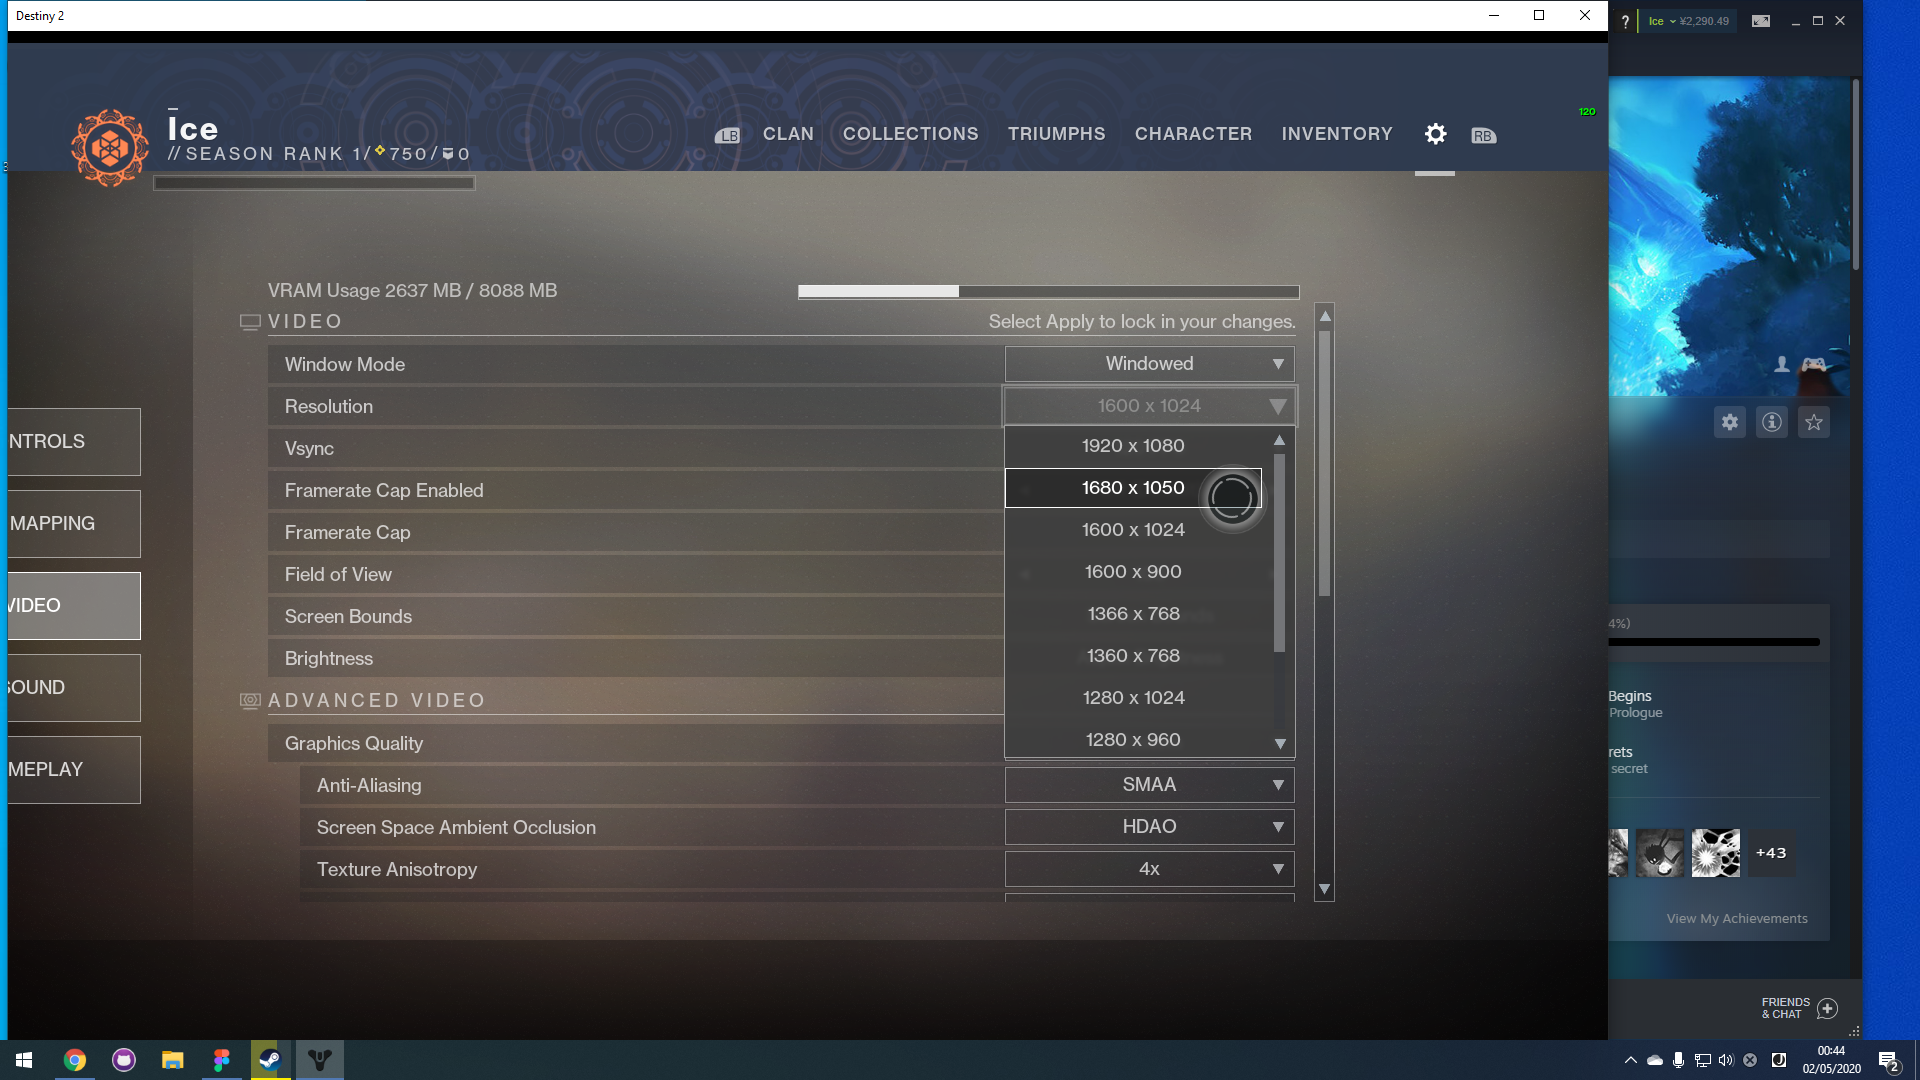 Destiny 2
? Ice ¥2,290.49
120
Ice
// SEASON RANK 1/ 750/ 0
LB CLAN COLLECTIONS TRIUMPHS CHARACTER INVENTORY RB
VRAM Usage 2637 MB / 8088 MB
VIDEO Select Apply to lock in your changes.
Window Mode Windowed
Resolution 1600 x 1024
Vsync
Framerate Cap Enabled
Framerate Cap
Field of View
Screen Bounds
Brightness
1920 x 1080
1680 x 1050
1600 x 1024
1600 x 900
1366 x 768
1360 x 768
1280 x 1024
1280 x 960
ADVANCED VIDEO
Graphics Quality
Anti-Aliasing SMAA
Screen Space Ambient Occlusion HDAO
Texture Anisotropy 4x
NTROLS
MAPPING
VIDEO
SOUND
MEPLAY
4%)
Begins
Prologue
rets
secret
+43
View My Achievements
FRIENDS
& CHAT
00:44
02/05/2020
2